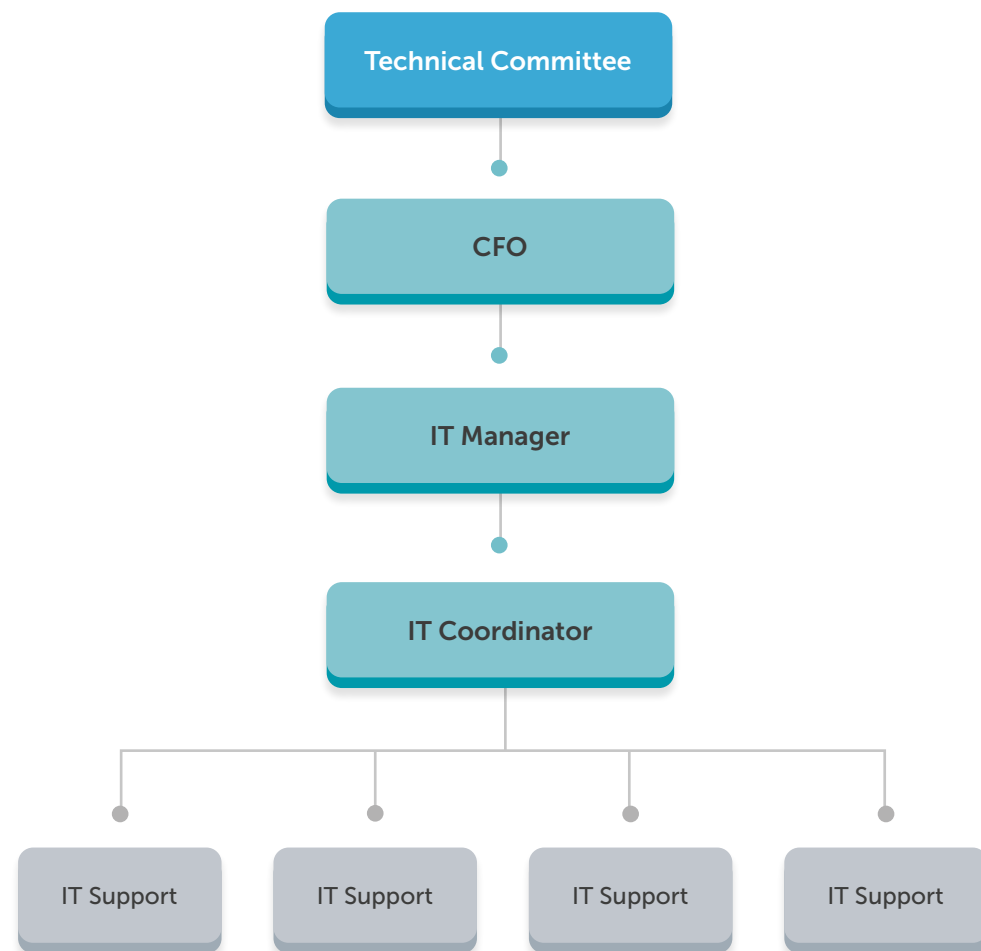 Technical Committee
CFO
IT Manager
IT Coordinator
IT Support
IT Support
IT Support
IT Support